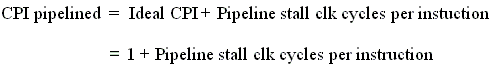 CPI pipelined = Ideal CPI + Pipeline stall clk cycles per instuction
= 1 + Pipeline stall clk cycles per instruction